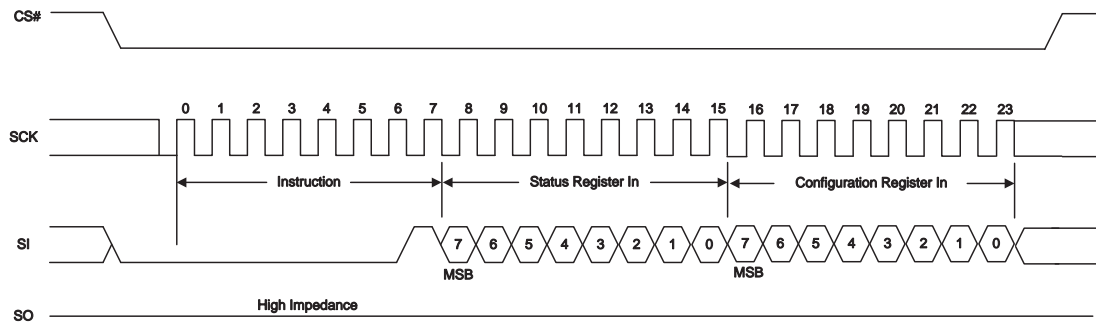 CS#
0 1 2 3 4 5 6 7 8 9 10 11 12 13 14 15 16 17 18 19 20 21 22 23
SCK
Instruction Status Register In Configuration Register In
SI 7 6 5 4 3 2 1 0 7 6 5 4 3 2 1 0
MSB MSB
High Impedance
SO